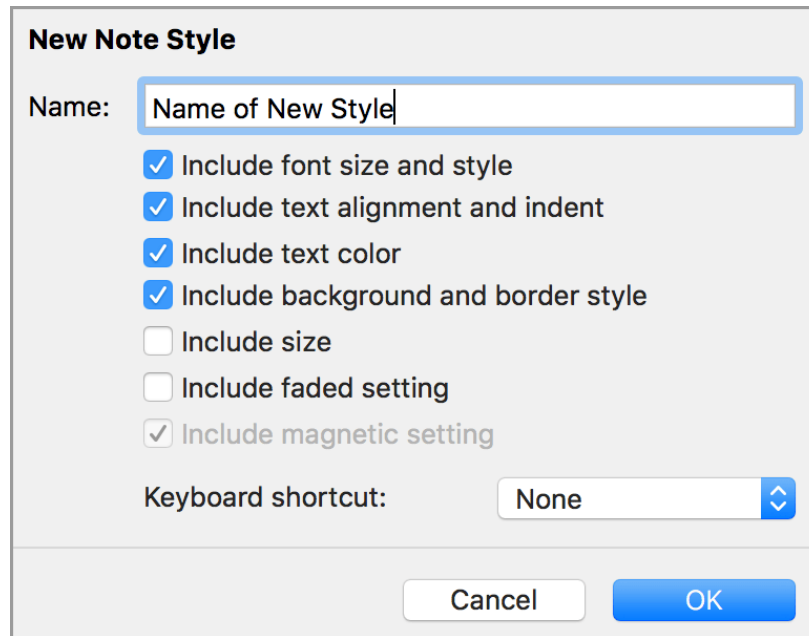 New Note Style
Name: Name of New Style
Include font size and style
Include text alignment and indent
Include text color
Include background and border style
Include size
Include faded setting
Include magnetic setting
Keyboard shortcut: None
Cancel OK